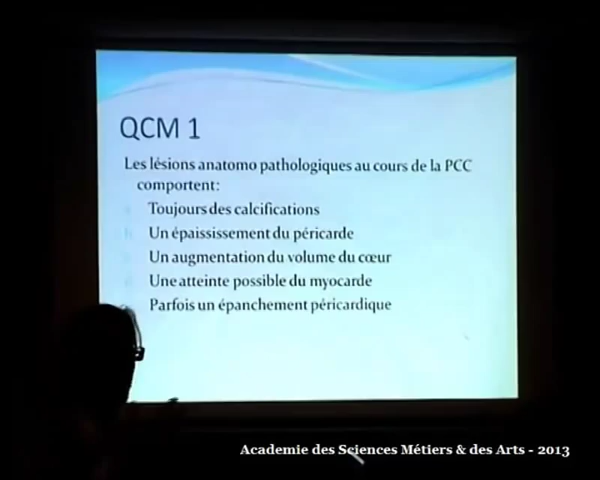 QCM 1
Les lésions anatomo pathologiques au cours de la PCC
comportent:
Toujours des calcifications
Un épaississement du péricarde
Un augmentation du volume du cœur
Une atteinte possible du myocarde
Parfois un épanchement péricardique
Academie des Sciences Métiers & des Arts - 2013